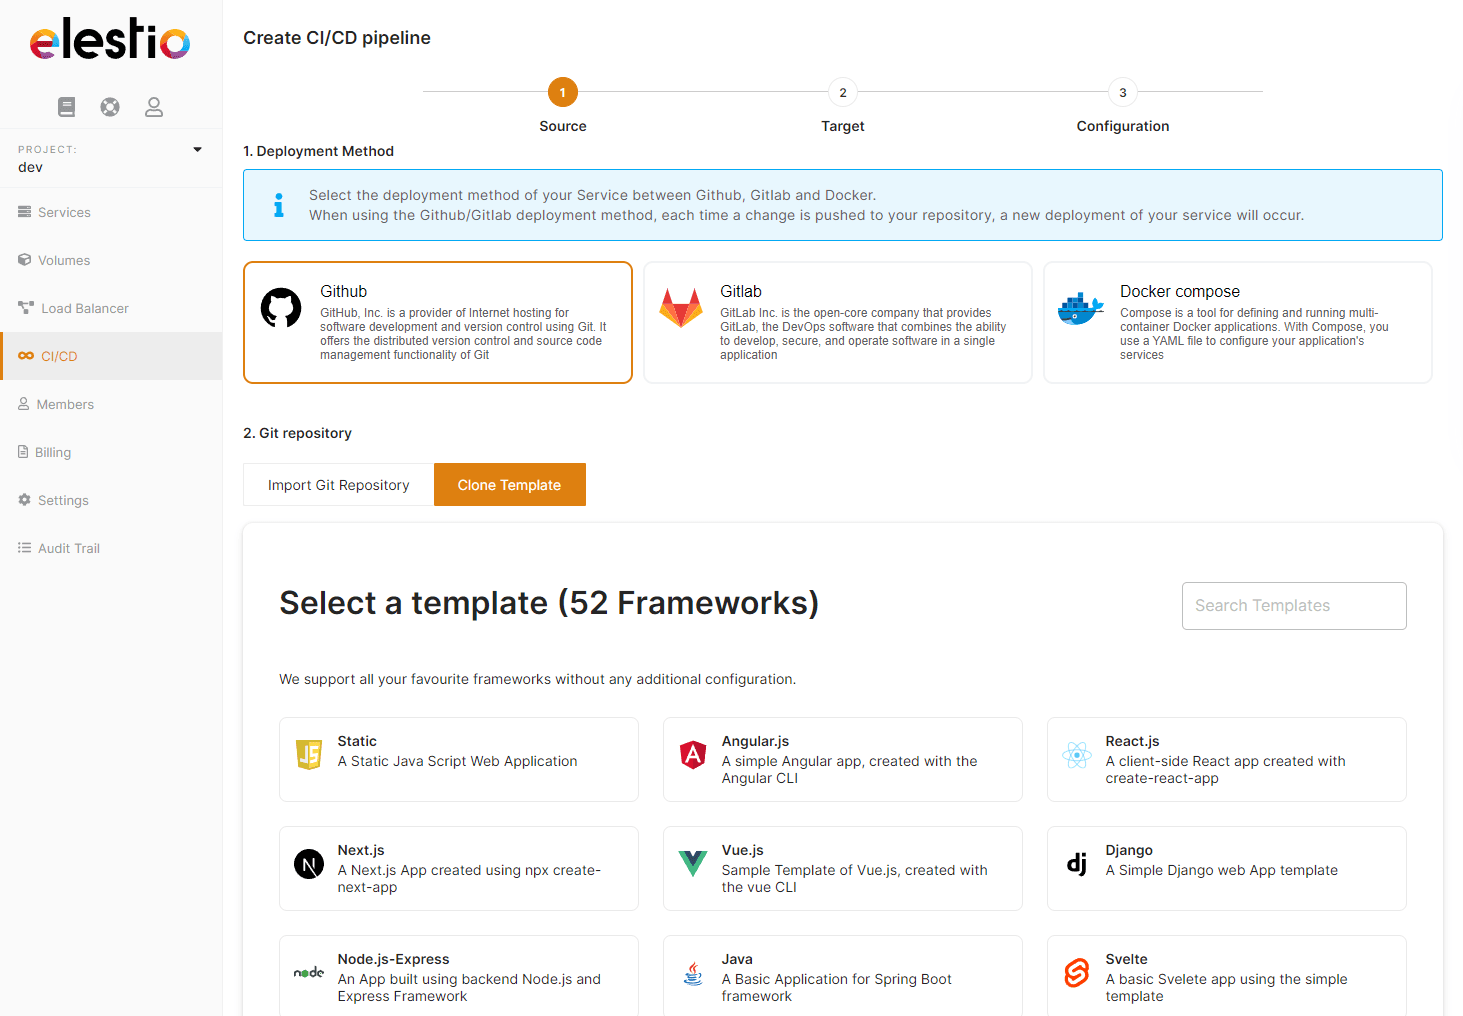 elestio
PROJECT:
dev
Services
Volumes
Load Balancer
CI/CD
Members
Billing
Settings
Audit Trail
Create CI/CD pipeline
1
2
3
Source
Target
Configuration
1. Deployment Method
Select the deployment method of your Service between Github, Gitlab and Docker.
When using the Github/Gitlab deployment method, each time a change is pushed to your repository, a new deployment of your service will occur.
Github
GitHub, Inc. is a provider of Internet hosting for
software development and version control using Git. It
offers the distributed version control and source code
management functionality of Git
Gitlab
GitLab Inc. is the open-core company that provides
GitLab, the DevOps software that combines the ability
to develop, secure, and operate software in a single
application
Docker compose
Compose is a tool for defining and running multi-
container Docker applications. With Compose, you
use a YAML file to configure your application's
services
2. Git repository
Import Git Repository
Clone Template
Select a template (52 Frameworks)
Search Templates
We support all your favourite frameworks without any additional configuration.
JS
Static
A Static Java Script Web Application
A
Angular.js
A simple Angular app, created with the
Angular CLI
React.js
A client-side React app created with
create-react-app
N
Next.js
A Next.js App created using npx create-
next-app
Vue.js
Sample Template of Vue.js, created with
the vue CLI
dj
Django
A Simple Django web App template
node
Node.js-Express
An App built using backend Node.js and
Express Framework
Java
A Basic Application for Spring Boot
framework
Svelte
A basic Svelete app using the simple
template